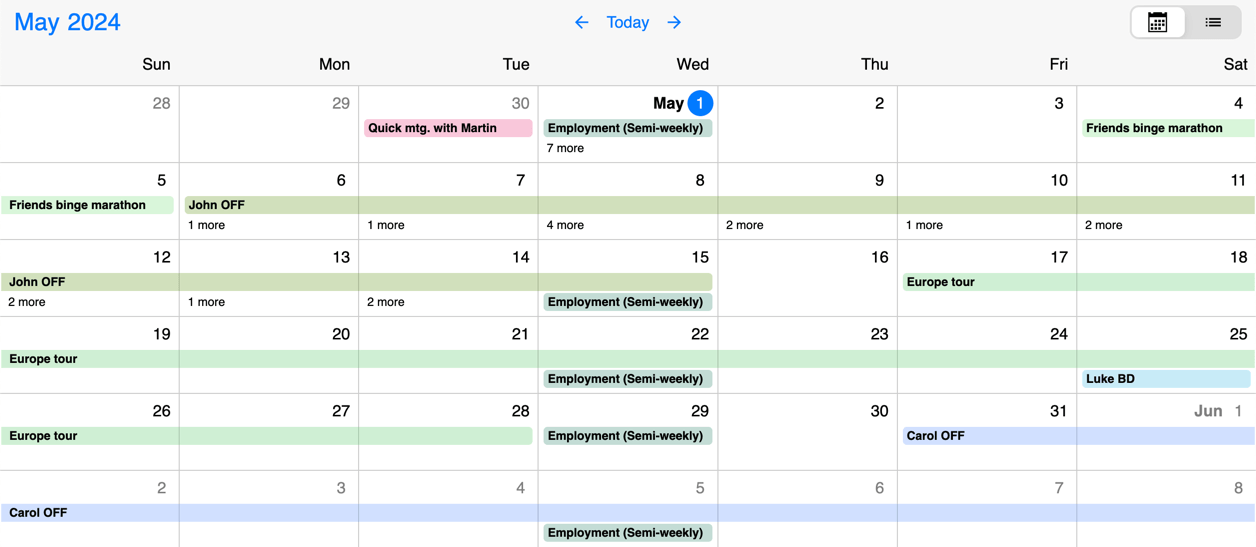 May 2024
Today
Sun Mon Tue Wed Thu Fri Sat
28 29 30 May 1 2 3 4
Quick mtg. with Martin Employment (Semi-weekly) Friends binge marathon
7 more
5 6 7 8 9 10 11
Friends binge marathon John OFF
1 more 1 more 4 more 2 more 1 more 2 more
12 13 14 15 16 17 18
John OFF Europe tour
2 more 1 more 2 more Employment (Semi-weekly)
19 20 21 22 23 24 25
Europe tour
Employment (Semi-weekly) Luke BD
26 27 28 29 30 31 Jun 1
Europe tour Employment (Semi-weekly) Carol OFF
2 3 4 5 6 7 8
Carol OFF
Employment (Semi-weekly)